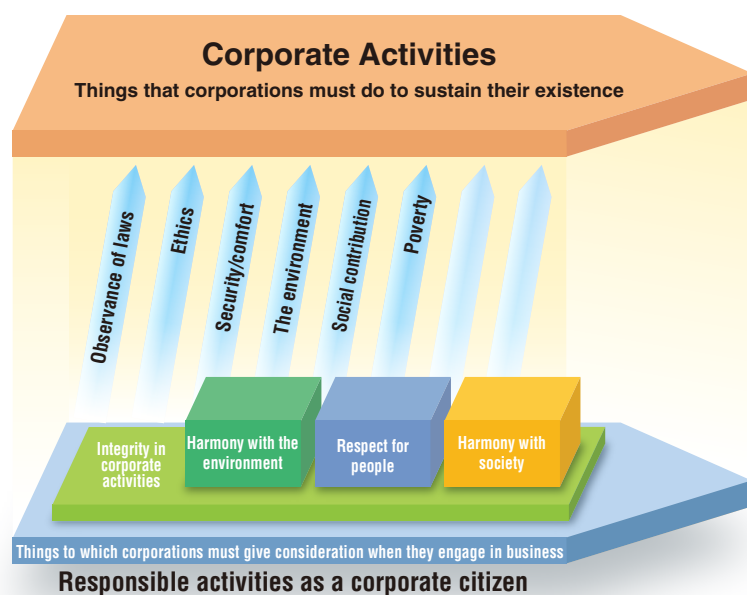 Corporate Activities
Things that corporations must do to sustain their existence
Observance of laws
Ethics
Security/comfort
The environment
Social contribution
Poverty
Integrity in
corporate
activities
Harmony with the
environment
Respect for
people
Harmony with
society
Things to which corporations must give consideration when they engage in business
Responsible activities as a corporate citizen